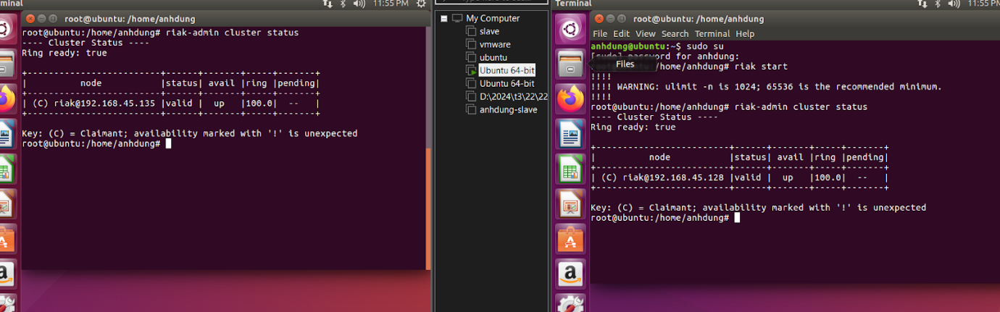 minal
11:55 PM
root@ubuntu: /home/anhdung
root@ubuntu:/home/anhdung# riak-admin cluster status
---- Cluster Status ----
Ring ready: true
+------------------------+------+-------+-----+-------+
|          node          |status| avail |ring |pending|
+------------------------+------+-------+-----+-------+
| (C) riak@192.168.45.135 |valid |  up   |100.0|  --   |
+------------------------+------+-------+-----+-------+
Key: (C) = Claimant; availability marked with '!' is unexpected
root@ubuntu:/home/anhdung#
My Computer
slave
vmware
ubuntu
Ubuntu 64-bit
Ubuntu 64-bit
D:\2024\t3\22\22
anhdung-slave
Terminal
11:55 PM
root@ubuntu: /home/anhdung
File Edit View Search Terminal Help
anhdung@ubuntu:~$ sudo su
[sudo] password for anhdung:
Files
root@ubuntu:/home/anhdung# riak start
!!!!
!!!! WARNING: ulimit -n is 1024; 65536 is the recommended minimum.
!!!!
root@ubuntu:/home/anhdung# riak-admin cluster status
---- Cluster Status ----
Ring ready: true
+------------------------+------+-------+-----+-------+
|          node          |status| avail |ring |pending|
+------------------------+------+-------+-----+-------+
| (C) riak@192.168.45.128 |valid |  up   |100.0|  --   |
+------------------------+------+-------+-----+-------+
Key: (C) = Claimant; availability marked with '!' is unexpected
root@ubuntu:/home/anhdung#